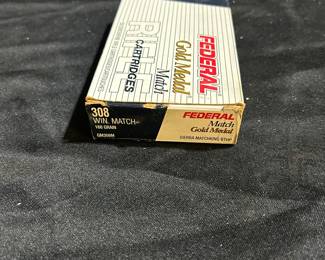 FEDERAL
Gold Medal
Match
RIFLE
CARTRIDGES
308
WIN. MATCH
168 GRAIN
GM308M
FEDERAL
Match
Gold Medal
SIERRA MATCHKING BTHP